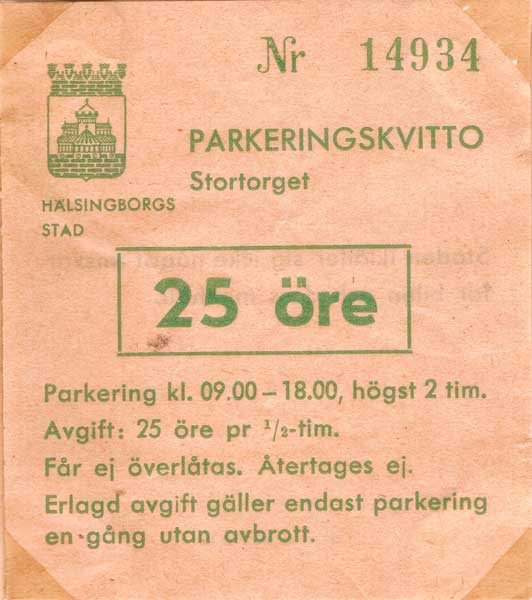 Nr 14934
PARKERINGSKVITTO
Stortorget
HÄLSINGBORGS
STAD
25 öre
Parkering kl. 09.00 – 18.00, högst 2 tim.
Avgift: 25 öre pr 1/2-tim.
Får ej överlåtas. Återtages ej.
Erlagd avgift gäller endast parkering
en gång utan avbrott.